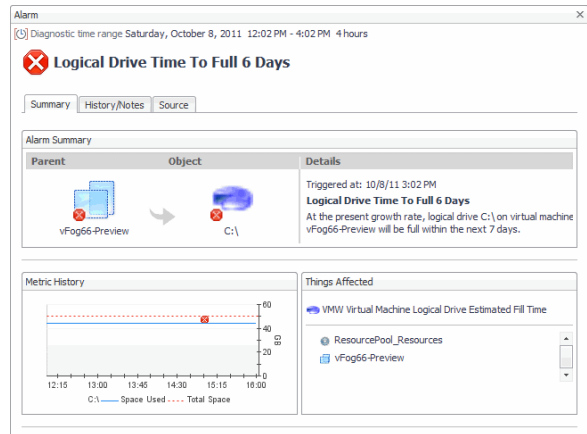 Alarm
Diagnostic time range Saturday, October 8, 2011 12:02 PM - 4:02 PM 4 hours
Logical Drive Time To Full 6 Days
Summary
History/Notes
Source
Alarm Summary
Parent
Object
Details
vFog66-Preview
C:\
Triggered at: 10/8/11 3:02 PM
Logical Drive Time To Full 6 Days
At the present growth rate, logical drive C:\ on virtual machine
vFog66-Preview will be full within the next 7 days.
Metric History
60
40
20
0
GB
12:15 13:00 13:45 14:30 15:15 16:00
C:\ Space Used Total Space
Things Affected
VMW Virtual Machine Logical Drive Estimated Fill Time
ResourcePool_Resources
vFog66-Preview